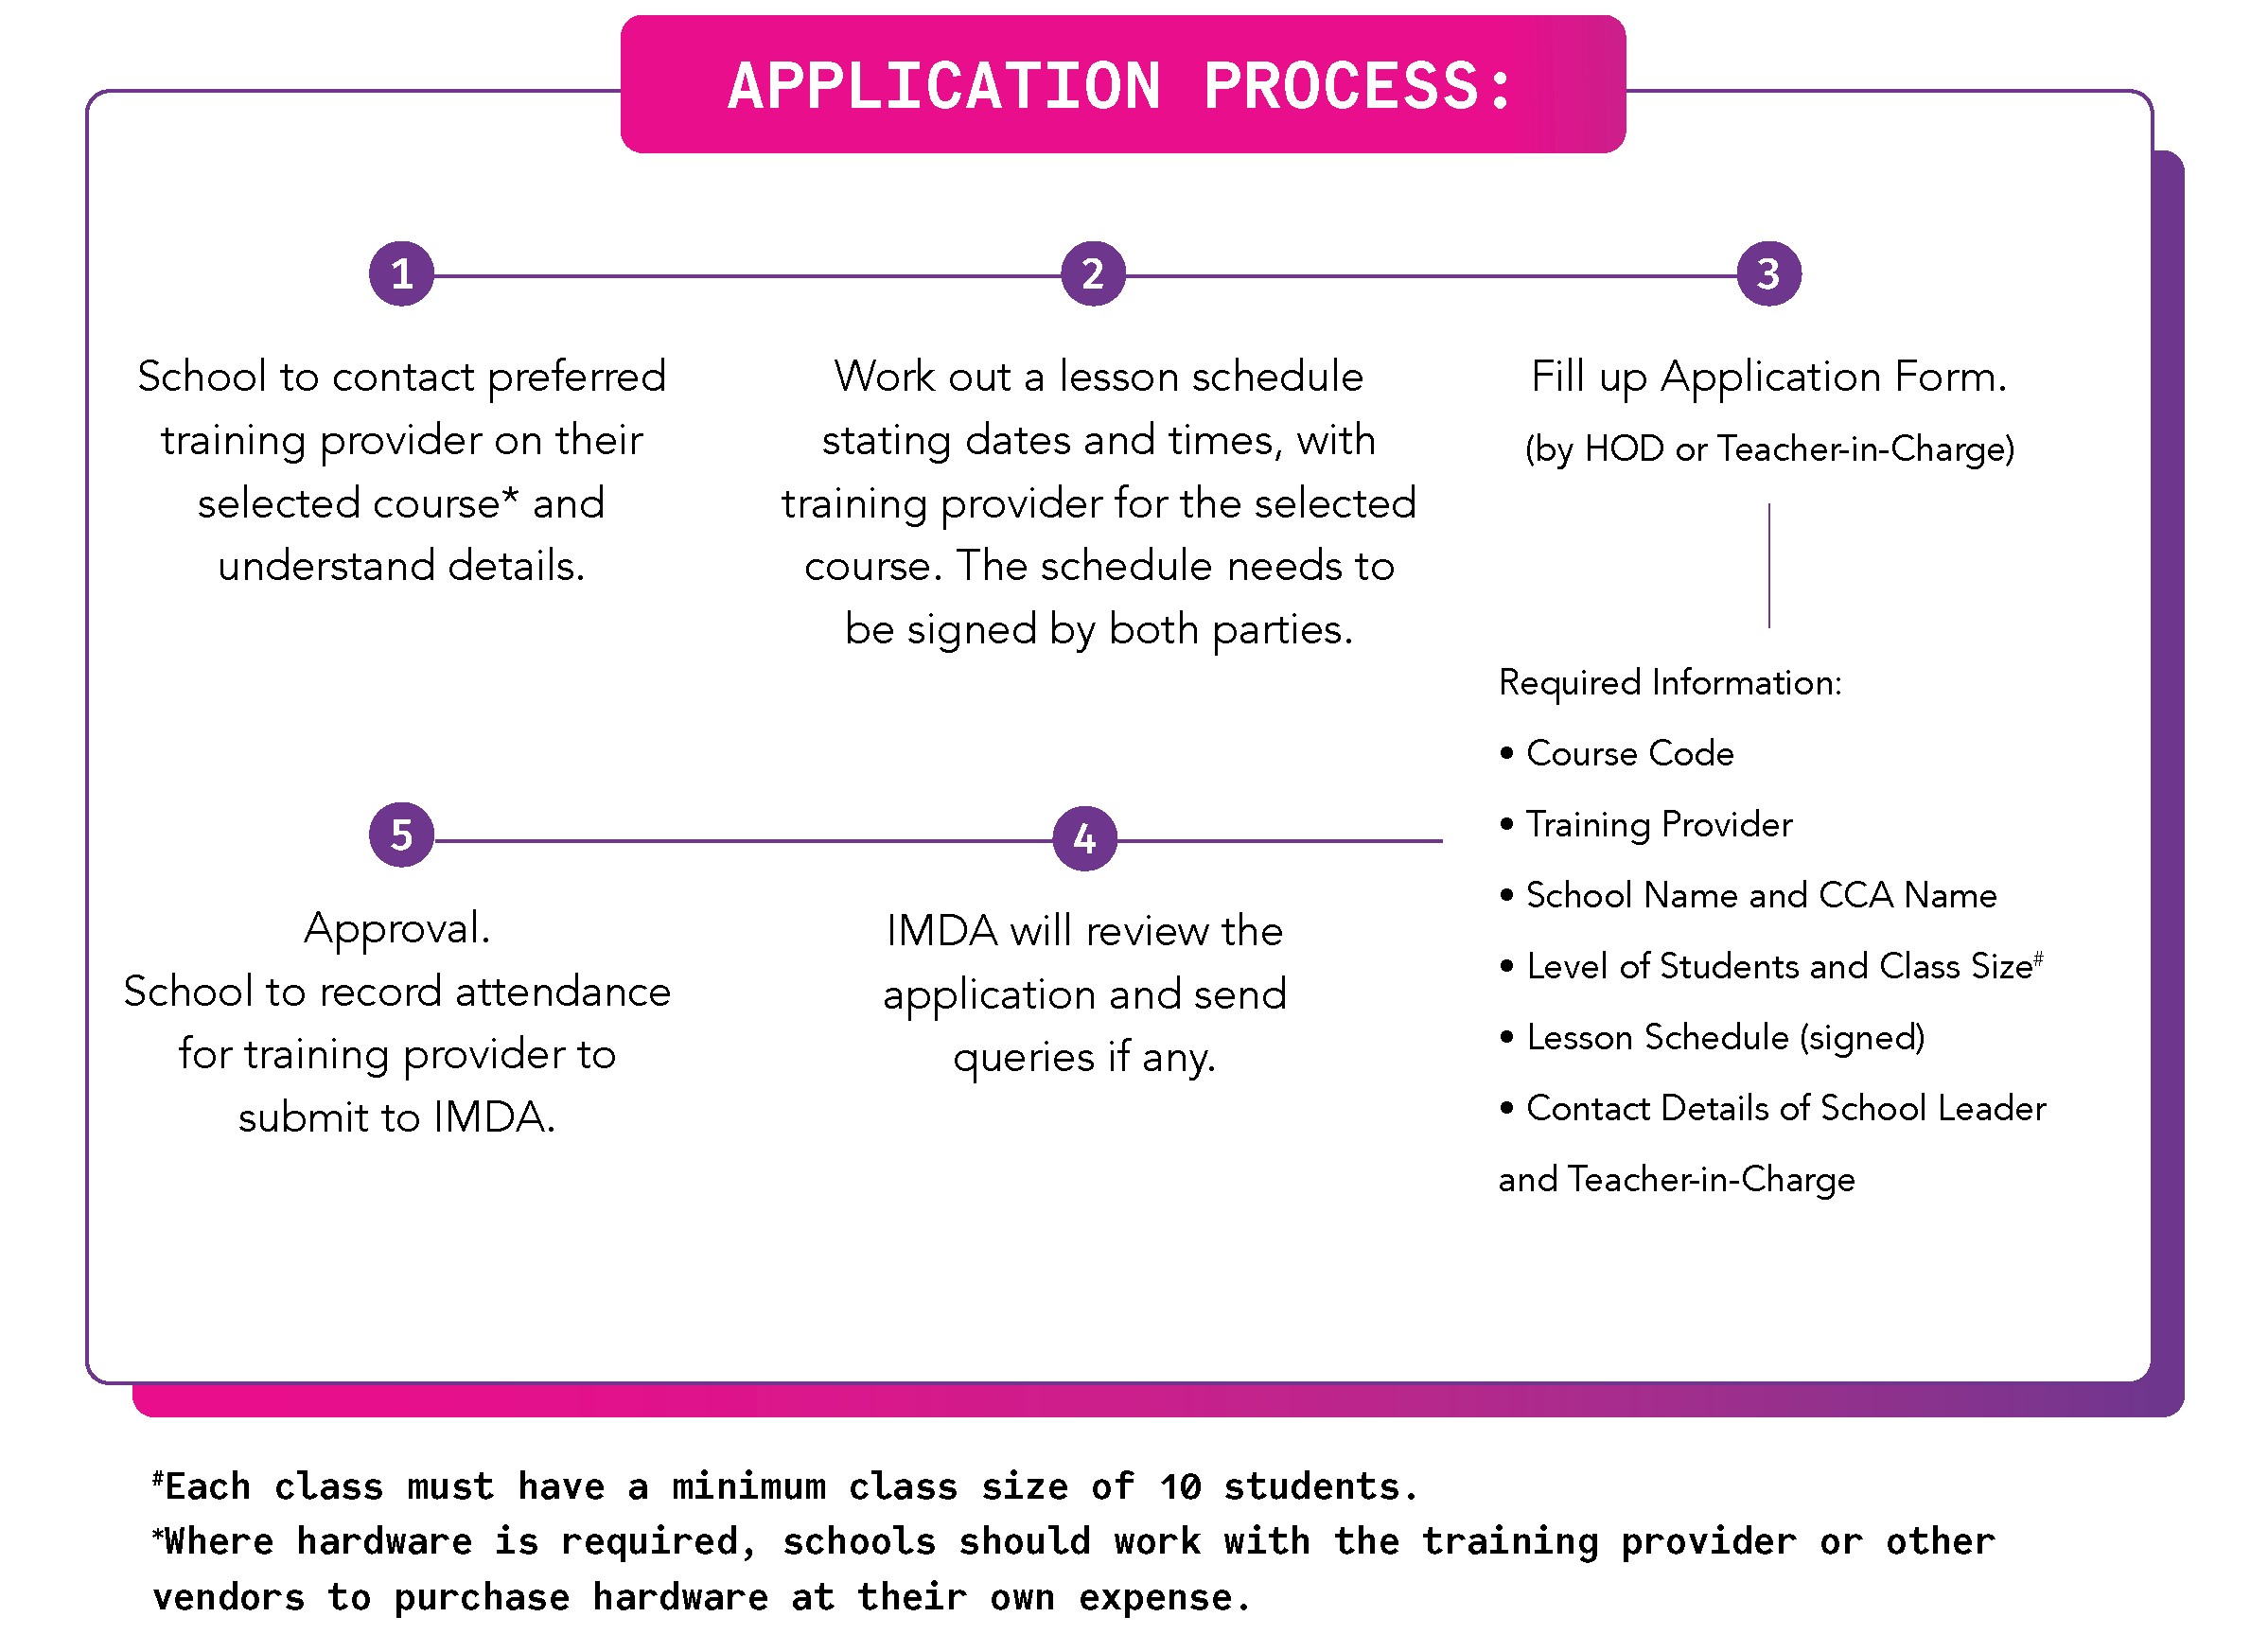 APPLICATION PROCESS:
1
School to contact preferred
training provider on their
selected course* and
understand details.
2
Work out a lesson schedule
stating dates and times, with
training provider for the selected
course. The schedule needs to
be signed by both parties.
3
Fill up Application Form.
(by HOD or Teacher-in-Charge)
Required Information:
• Course Code
• Training Provider
• School Name and CCA Name
• Level of Students and Class Size#
• Lesson Schedule (signed)
• Contact Details of School Leader
and Teacher-in-Charge
4
IMDA will review the
application and send
queries if any.
5
Approval.
School to record attendance
for training provider to
submit to IMDA.
#Each class must have a minimum class size of 10 students.
*Where hardware is required, schools should work with the training provider or other
vendors to purchase hardware at their own expense.